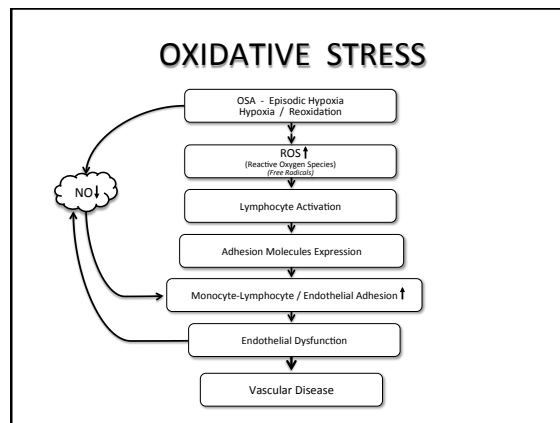 OXIDATIVE STRESS
OSA - Episodic Hypoxia
Hypoxia / Reoxidation
ROS↑
(Reactive Oxygen Species)
(Free Radicals)
NO↓
Lymphocyte Activation
Adhesion Molecules Expression
Monocyte-Lymphocyte / Endothelial Adhesion ↑
Endothelial Dysfunction
Vascular Disease